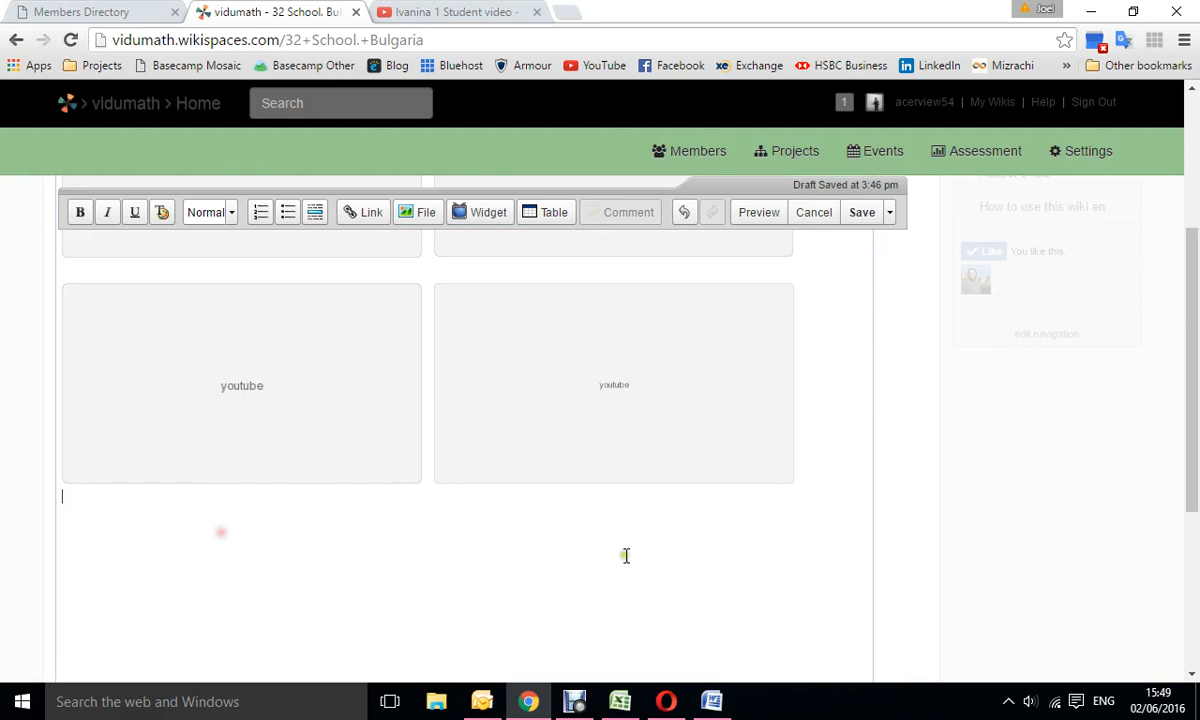 Members Directory
vidumath - 32 School. Bul
Ivanina 1 Student video -
Joel
vidumath.wikispaces.com/32+School.+Bulgaria
Apps Projects Basecamp Mosaic Basecamp Other Blog Bluehost Armour YouTube Facebook Exchange HSBC Business LinkedIn Mizrachi » Other bookmarks
> vidumath > Home
Search
1 acerview54 | My Wikis | Help | Sign Out
Members Projects Events Assessment Settings
Draft Saved at 3:46 pm
B I U T Normal Link File Widget Table Comment Preview Cancel Save
How to use this wiki en
Like You like this.
edit navigation
youtube
youtube
Search the web and Windows
ENG
15:49
02/06/2016